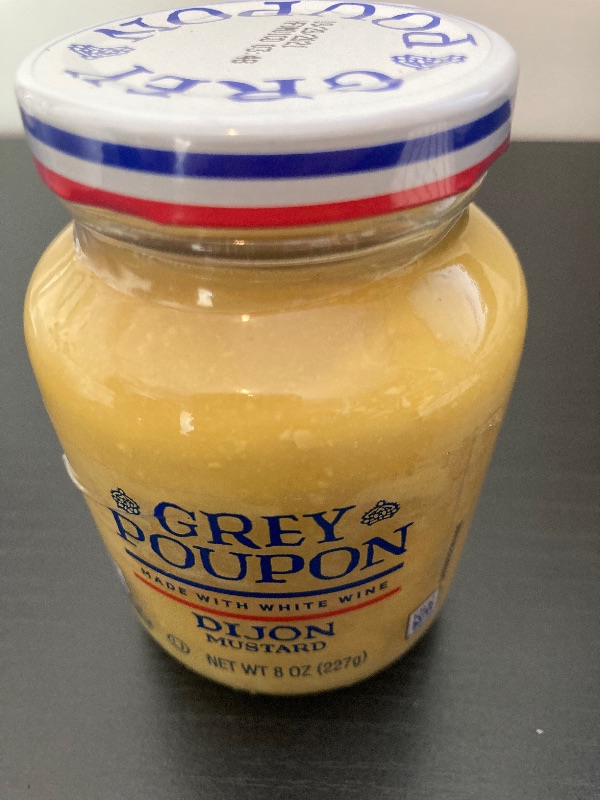 GREY
POUPON
GREY
POUPON
MADE WITH WHITE WINE
DIJON
MUSTARD
NET WT 8 OZ (227g)